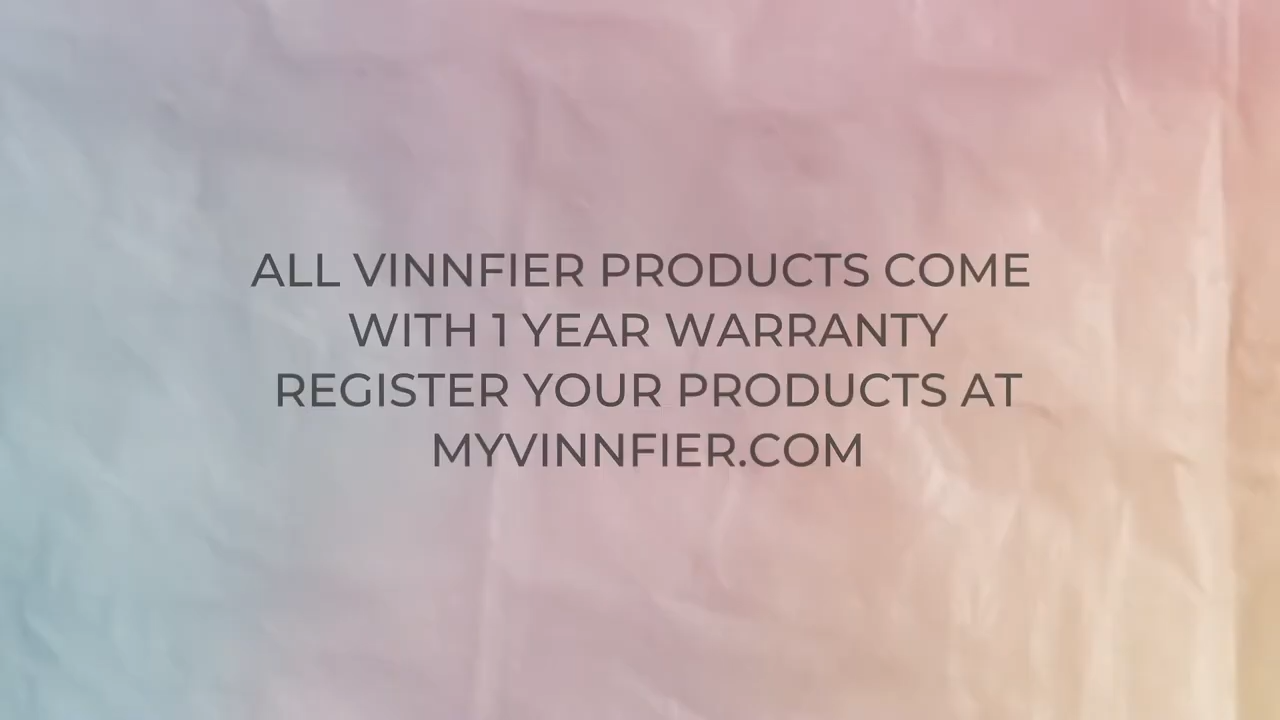 ALL VINNFIER PRODUCTS COME
WITH 1 YEAR WARRANTY
REGISTER YOUR PRODUCTS AT
MYVINNFIER.COM